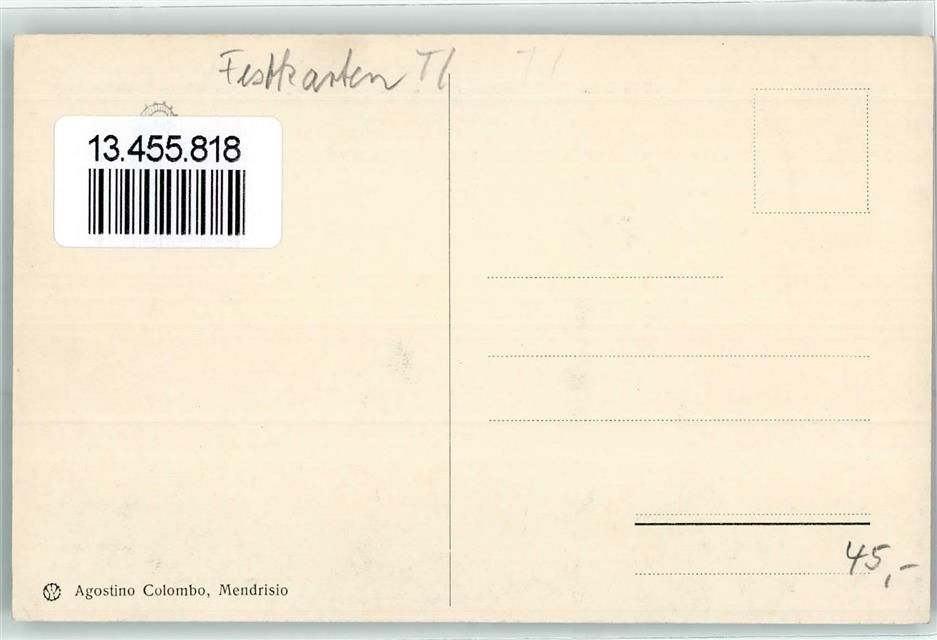 Festkarten TI
13.455.818
45,-
Agostino Colombo, Mendrisio